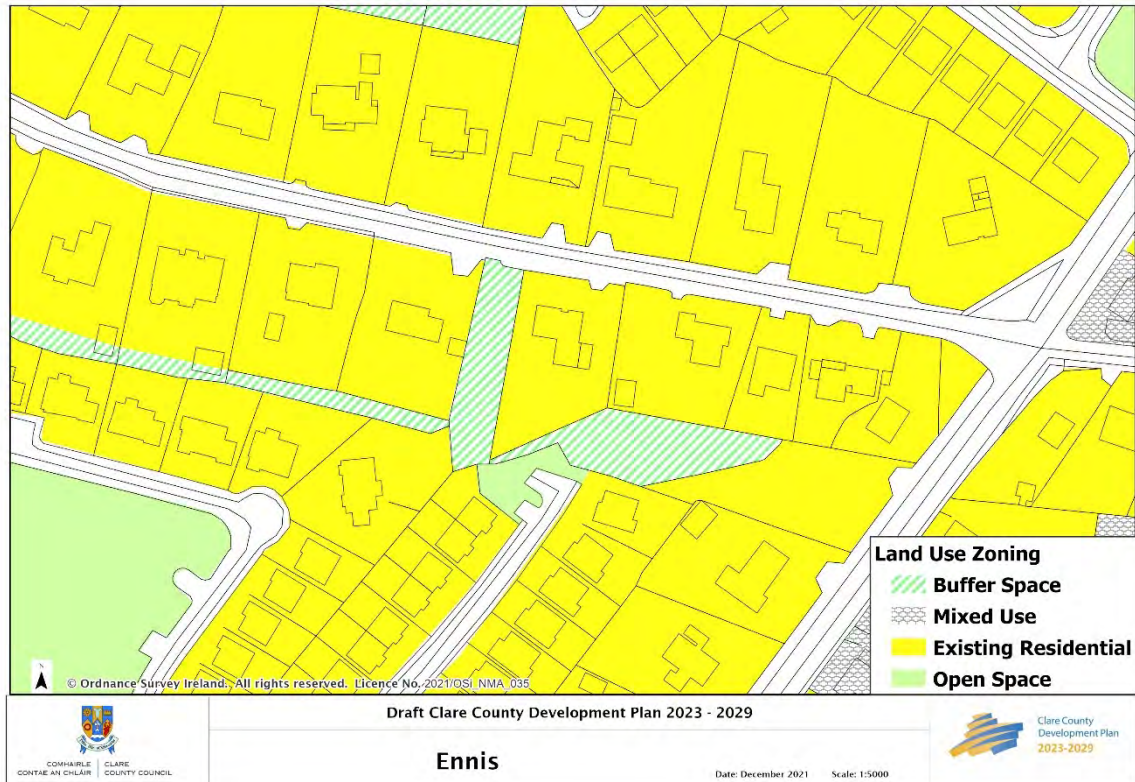 Land Use Zoning
Buffer Space
Mixed Use
Existing Residential
Open Space
N
© Ordnance Survey Ireland. All rights reserved. Licence No. 2021/OSi_NMA_035
COMHAIRLE
CONTAE AN CHLÁIR
CLARE
COUNTY COUNCIL
Draft Clare County Development Plan 2023 - 2029
Ennis
Date: December 2021 Scale: 1:5000
Clare County
Development Plan
2023-2029